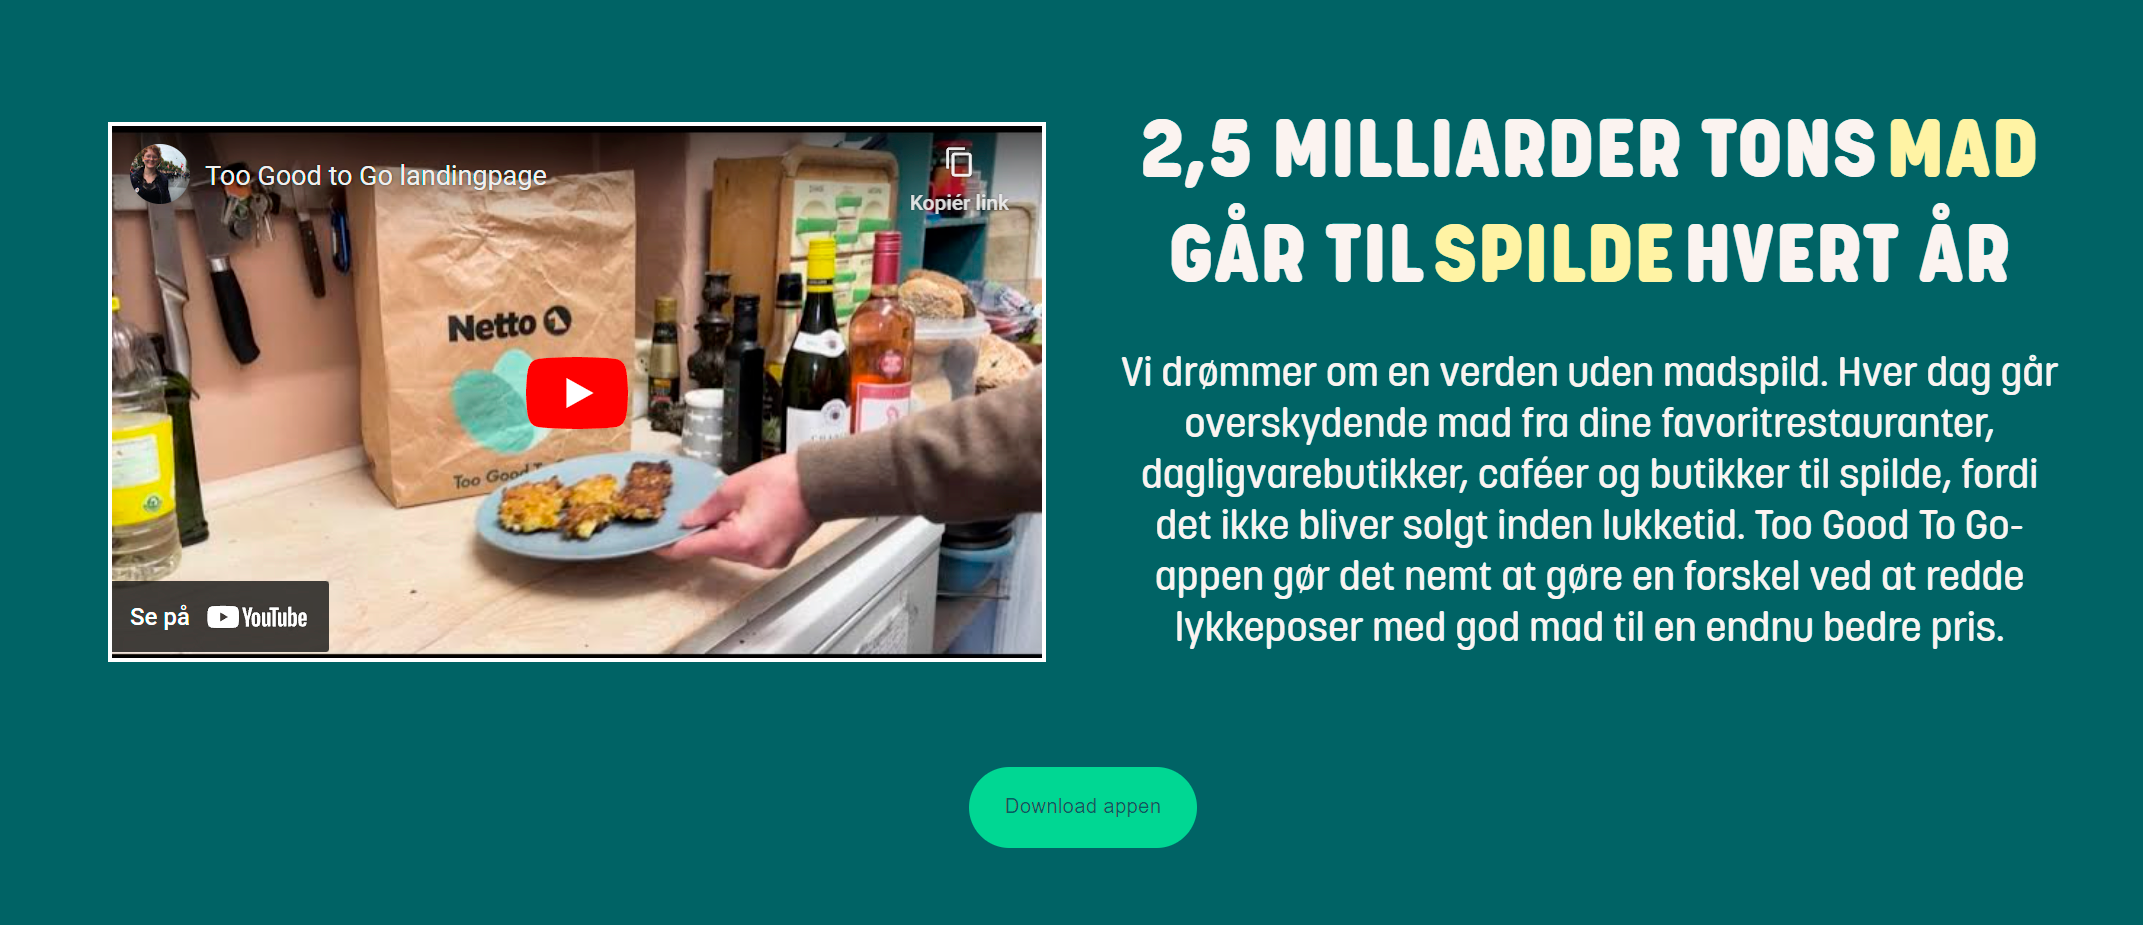 Too Good to Go landingpage
Kopiér link
Netto
Too Good T
Se på YouTube
2,5 MILLIARDER TONS MAD
GÅR TIL SPILDE HVERT ÅR
Vi drømmer om en verden uden madspild. Hver dag går
overskydende mad fra dine favoritrestauranter,
dagligvarebutikker, caféer og butikker til spilde, fordi
det ikke bliver solgt inden lukketid. Too Good To Go-
appen gør det nemt at gøre en forskel ved at redde
lykkeposer med god mad til en endnu bedre pris.
Download appen